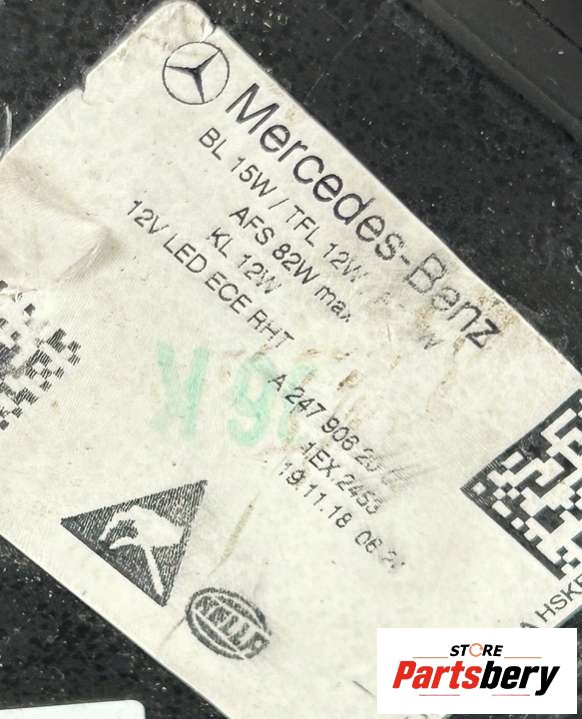 Mercedes-Benz
BL 15W / TFL 12W
AFS 82W max
KL 12W
12V LED ECE RHT
A 247 906
1EX 2453
19.11.18
HELLA
STORE
Partsbery